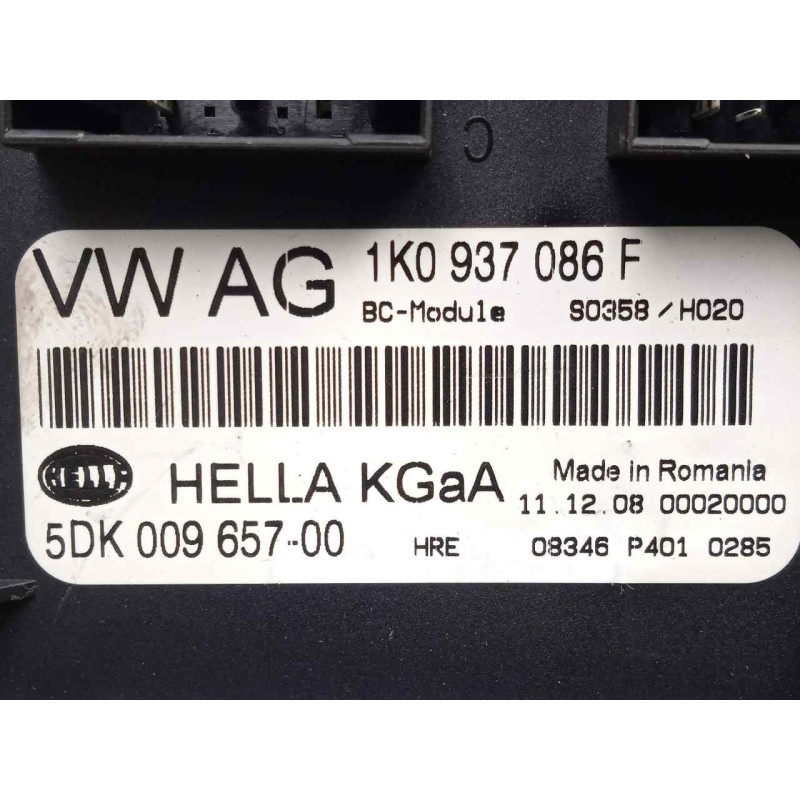 C
VW AG 1K0 937 086 F
BC-Module S0358 / H020
HELLA HELLA KGaA Made in Romania
11.12.08 00020000
5DK 009 657-00 HRE 08346 P401 0285